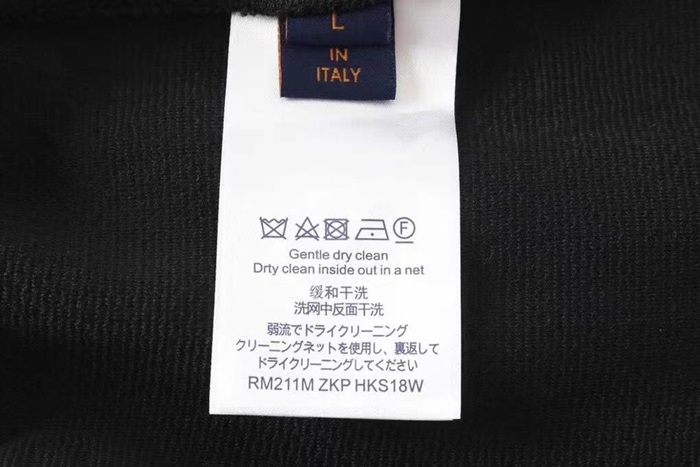 L
IN
ITALY
Gentle dry clean
Drty clean inside out in a net
缓和干洗
洗网中反面干洗
弱流でドライクリーニング
クリーニングネットを使用し、裏返して
ドライクリーニングしてください
RM211M ZKP HKS18W